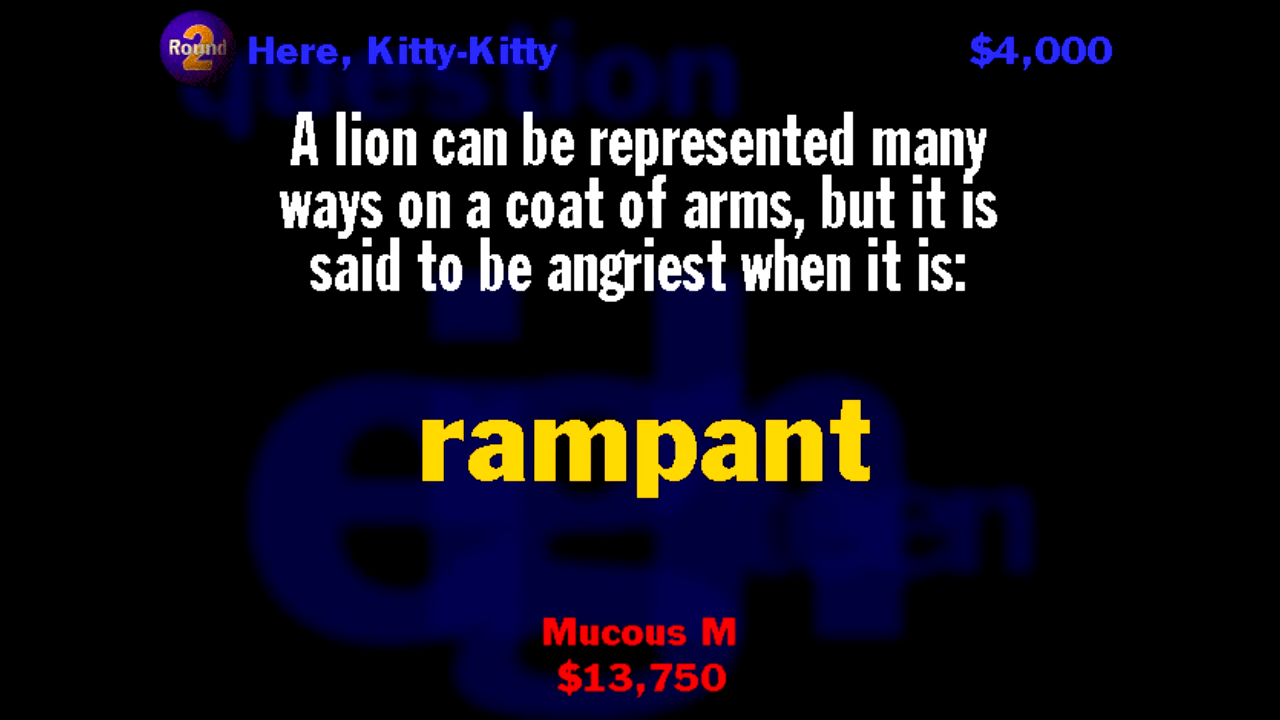 Round 2 Here, Kitty-Kitty $4,000
question
A lion can be represented many
ways on a coat of arms, but it is
said to be angriest when it is:
rampant
Mucous M
$13,750